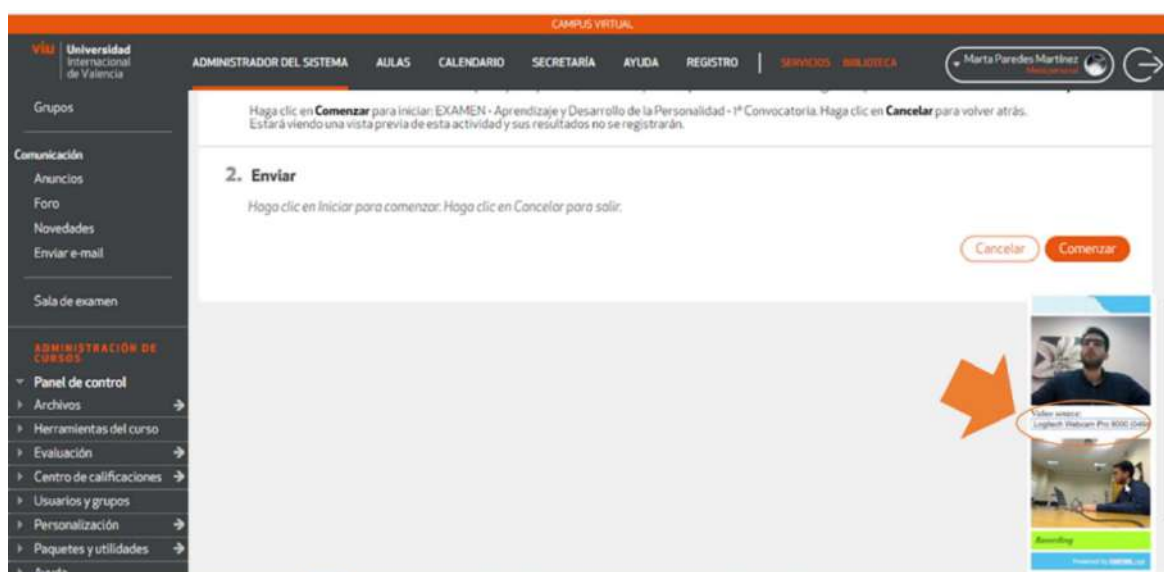 CAMPUS VIRTUAL
viu Universidad
Internacional
de Valencia
ADMINISTRADOR DEL SISTEMA AULAS CALENDARIO SECRETARÍA AYUDA REGISTRO SERVICIOS BIBLIOTECA Marta Paredes Martínez
Grupos
Comunicación
Anuncios
Foro
Novedades
Enviar e-mail
Sala de examen
ADMINISTRACIÓN DE
CURSOS
Panel de control
Archivos
Herramientas del curso
Evaluación
Centro de calificaciones
Usuarios y grupos
Personalización
Paquetes y utilidades
Ayuda
Haga clic en Comenzar para iniciar: EXAMEN - Aprendizaje y Desarrollo de la Personalidad - 1ª Convocatoria. Haga clic en Cancelar para volver atrás.
Estará viendo una vista previa de esta actividad y sus resultados no se registrarán.
2. Enviar
Haga clic en Iniciar para comenzar. Haga clic en Cancelar para salir.
Cancelar Comenzar
Video source:
Logitech Webcam Pro 9000
Recording
Powered by